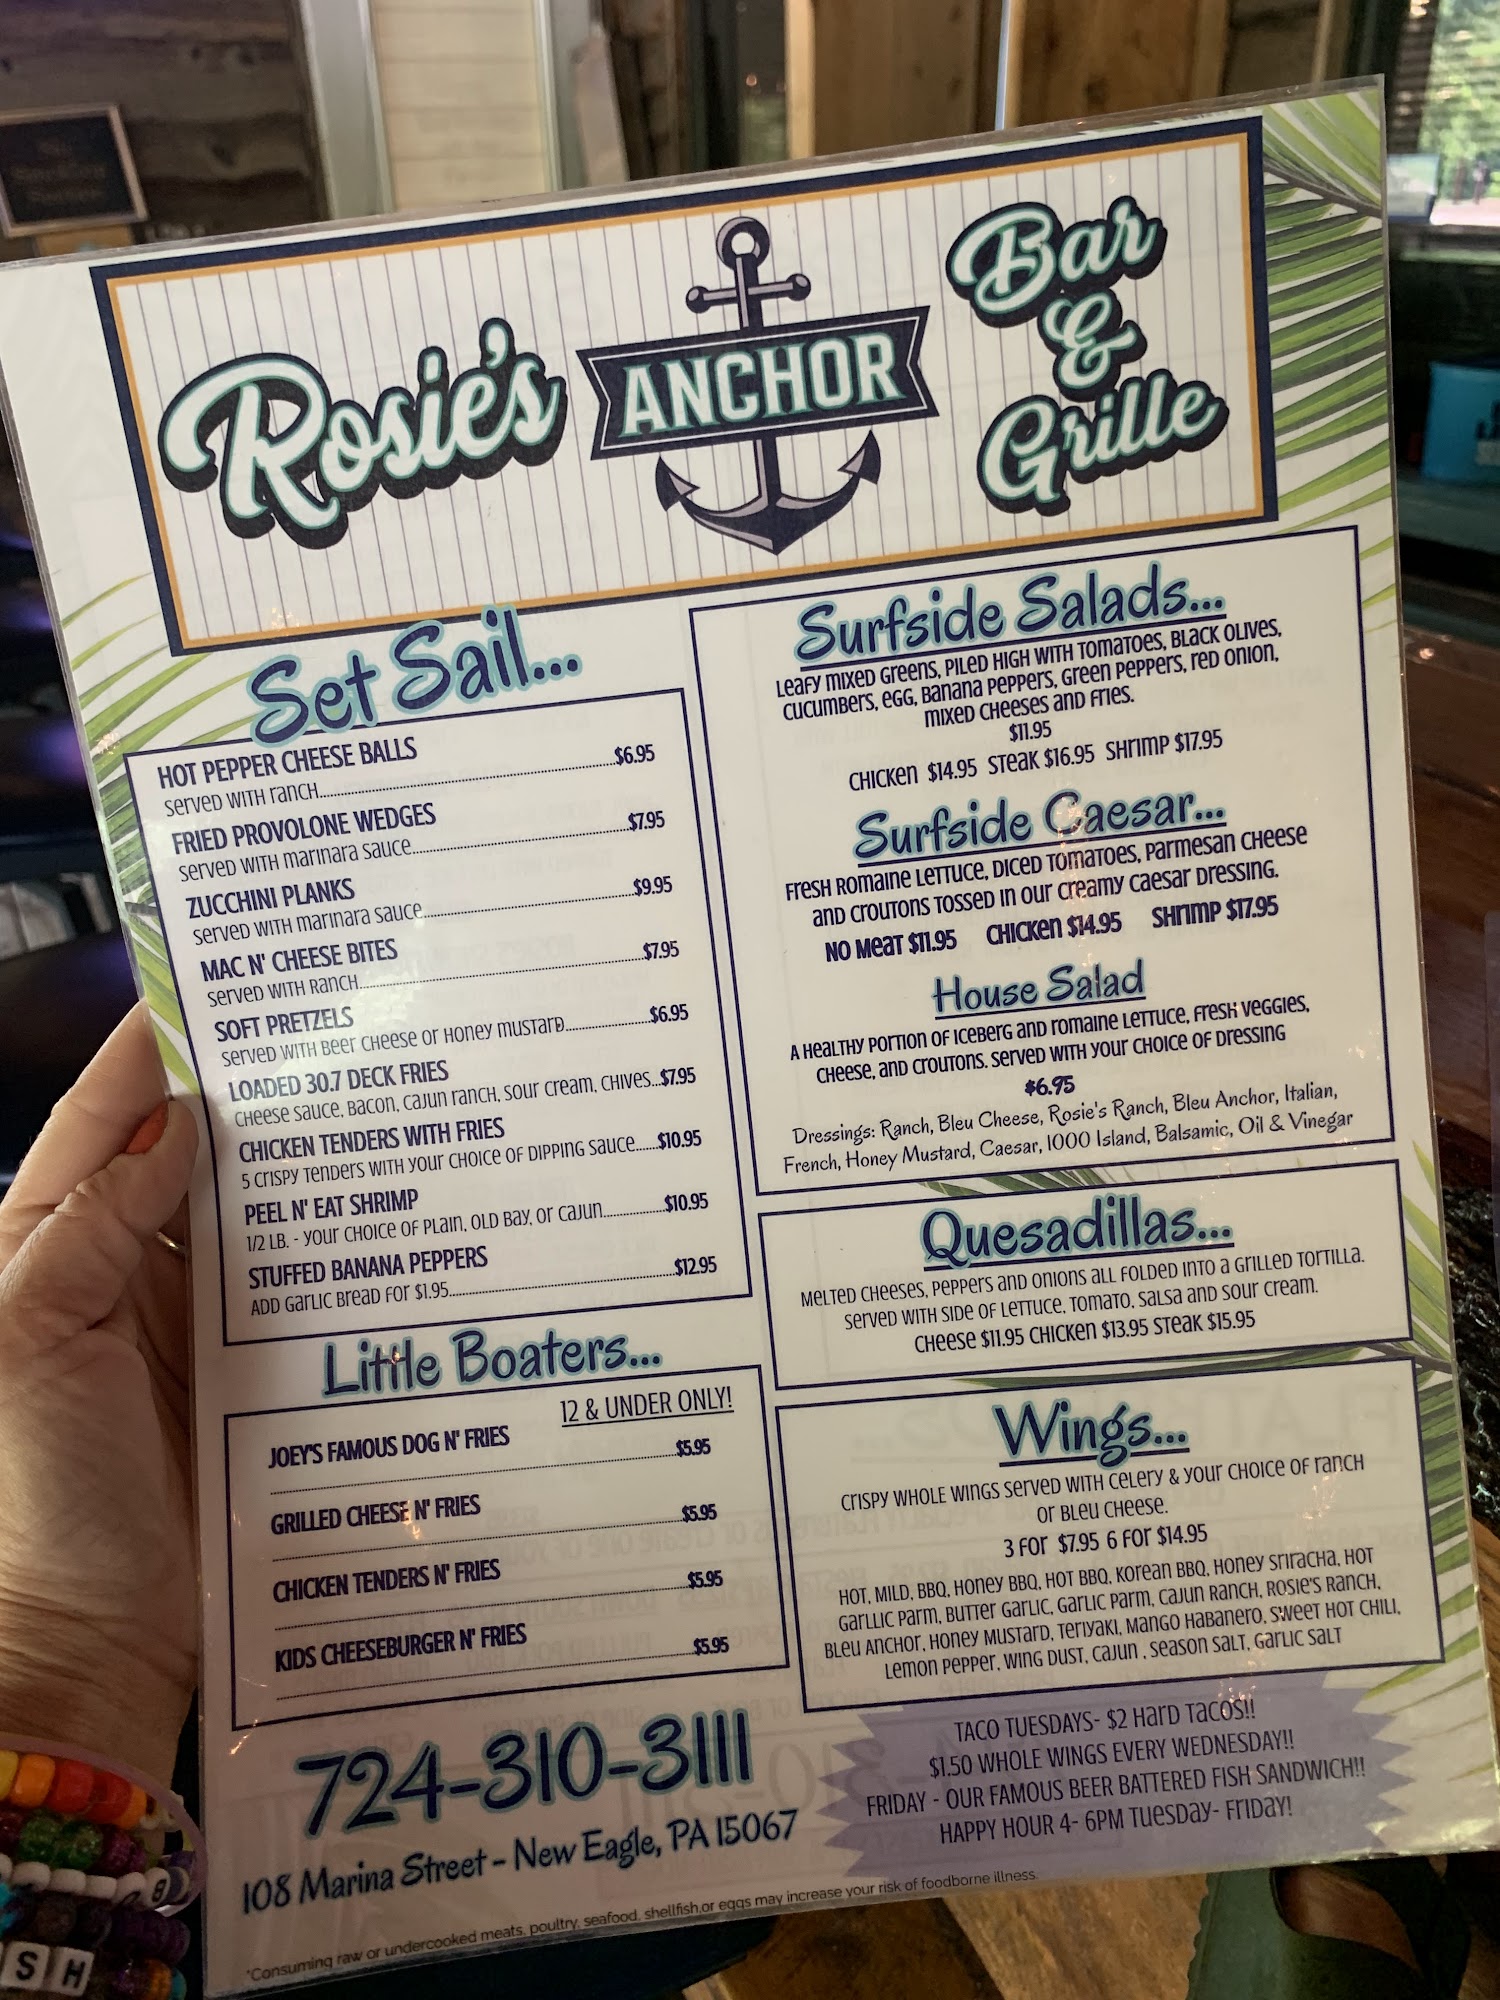 Rosie's ANCHOR Bar & Grille
Set Sail...
HOT PEPPER CHEESE BALLS
served with ranch...$6.95
FRIED PROVOLONE WEDGES
served with marinara sauce...$7.95
ZUCCHINI PLANKS
served with marinara sauce...$9.95
MAC N' CHEESE BITES
served with ranch...$7.95
SOFT PRETZELS
served with beer cheese or honey mustard...$6.95
LOADED 30.7 DECK FRIES
cheese sauce, bacon, cajun ranch, sour cream, chives...$7.95
CHICKEN TENDERS WITH FRIES
5 crispy tenders with your choice of dipping sauce...$10.95
PEEL N' EAT SHRIMP
1/2 lb. - your choice of plain, old bay, or cajun...$10.95
STUFFED BANANA PEPPERS
add garlic bread for $1.95...$12.95
Little Boaters...
12 & UNDER ONLY!
JOEY'S FAMOUS DOG N' FRIES $5.95
GRILLED CHEESE N' FRIES $5.95
CHICKEN TENDERS N' FRIES $5.95
KIDS CHEESEBURGER N' FRIES $5.95
724-310-3111
108 Marina Street - New Eagle, PA 15067
Surfside Salads...
Leafy mixed greens, piled high with tomatoes, black olives,
cucumbers, egg, banana peppers, green peppers, red onion,
mixed cheeses and fries.
$11.95
Chicken $14.95 Steak $16.95 Shrimp $17.95
Surfside Caesar...
Fresh romaine lettuce, diced tomatoes, parmesan cheese
and croutons tossed in our creamy caesar dressing.
No Meat $11.95 Chicken $14.95 Shrimp $17.95
House Salad
A healthy portion of iceberg and romaine lettuce, fresh veggies,
cheese, and croutons. served with your choice of dressing
$6.95
Dressings: Ranch, Bleu Cheese, Rosie's Ranch, Bleu Anchor, Italian,
French, Honey Mustard, Caesar, 1000 Island, Balsamic, Oil & Vinegar
Quesadillas...
Melted cheeses, peppers and onions all folded into a grilled tortilla.
served with side of lettuce, tomato, salsa and sour cream.
Cheese $11.95 Chicken $13.95 Steak $15.95
Wings...
Crispy whole wings served with celery & your choice of ranch
or bleu cheese.
3 for $7.95 6 for $14.95
Hot, Mild, BBQ, Honey BBQ, Hot BBQ, Korean BBQ, Honey Sriracha, Hot
Garllic Parm, Butter Garlic, Garlic Parm, Cajun Ranch, Rosie's Ranch,
Bleu Anchor, Honey Mustard, Teriyaki, Mango Habanero, Sweet Hot Chili,
Lemon Pepper, Wing Dust, Cajun , Season Salt, Garlic Salt
TACO TUESDAYS- $2 Hard Tacos!!
$1.50 WHOLE WINGS EVERY WEDNESDAY!!
FRIDAY - OUR FAMOUS BEER BATTERED FISH SANDWICH!!
HAPPY HOUR 4- 6PM Tuesday- Friday!
*Consuming raw or undercooked meats, poultry, seafood, shellfish,or eggs may increase your risk of foodborne illness.
S H